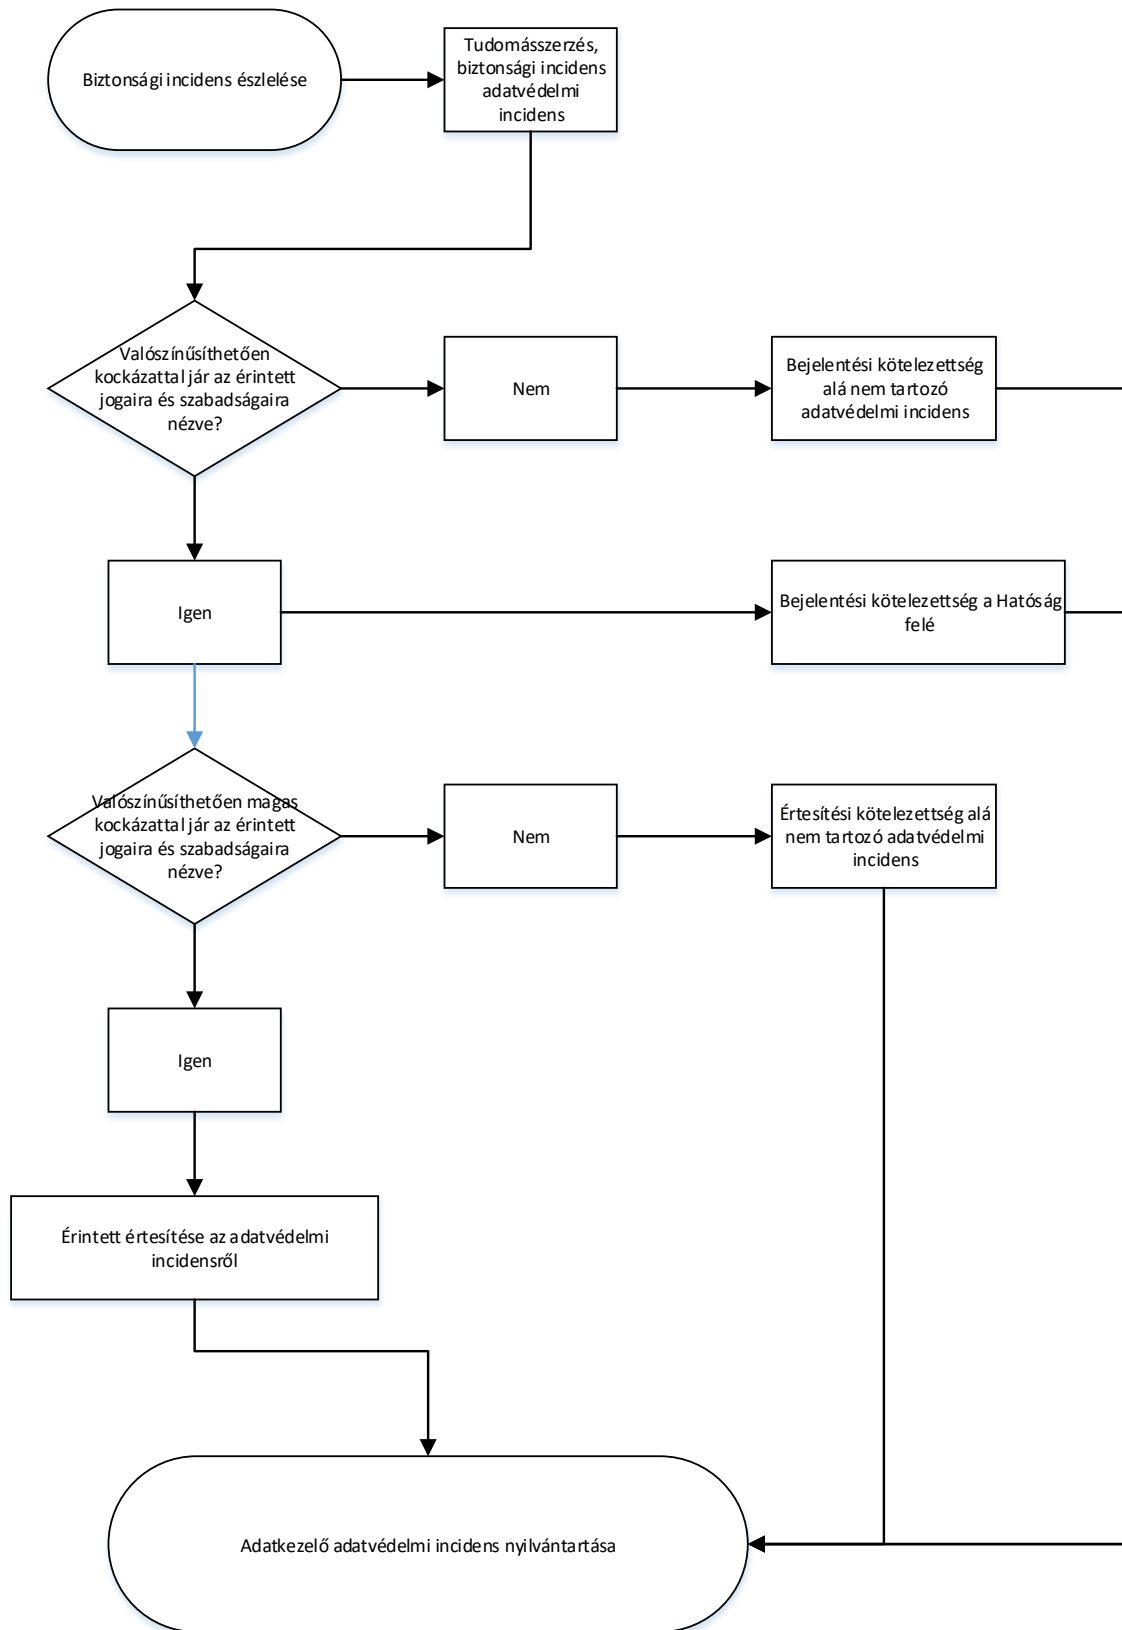 Biztonsági incidens észlelése
Tudomásszerzés,
biztonsági incidens
adatvédelmi
incidens
Valószínűsíthetően
kockázattal jár az érintett
jogaira és szabadságaira
nézve?
Nem
Bejelentési kötelezettség
alá nem tartozó
adatvédelmi incidens
Igen
Bejelentési kötelezettség a Hatóság
felé
Valószínűsíthetően magas
kockázattal jár az érintett
jogaira és szabadságaira
nézve?
Nem
Értesítési kötelezettség alá
nem tartozó adatvédelmi
incidens
Igen
Érintett értesítése az adatvédelmi
incidensről
Adatkezelő adatvédelmi incidens nyilvántartása